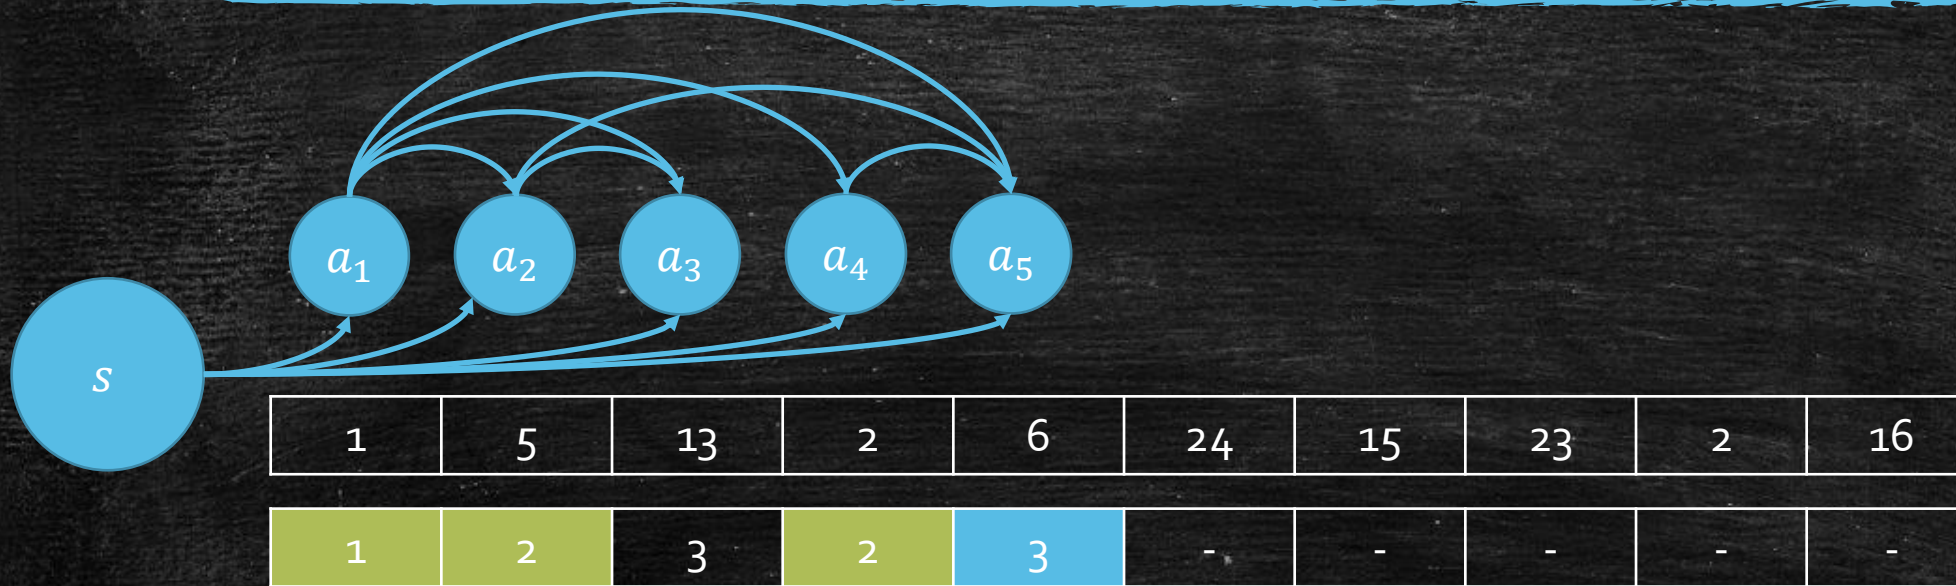 a₁ a₂ a₃ a₄ a₅
s
1 5 13 2 6 24 15 23 2 16
1 2 3 2 3 - - - - -